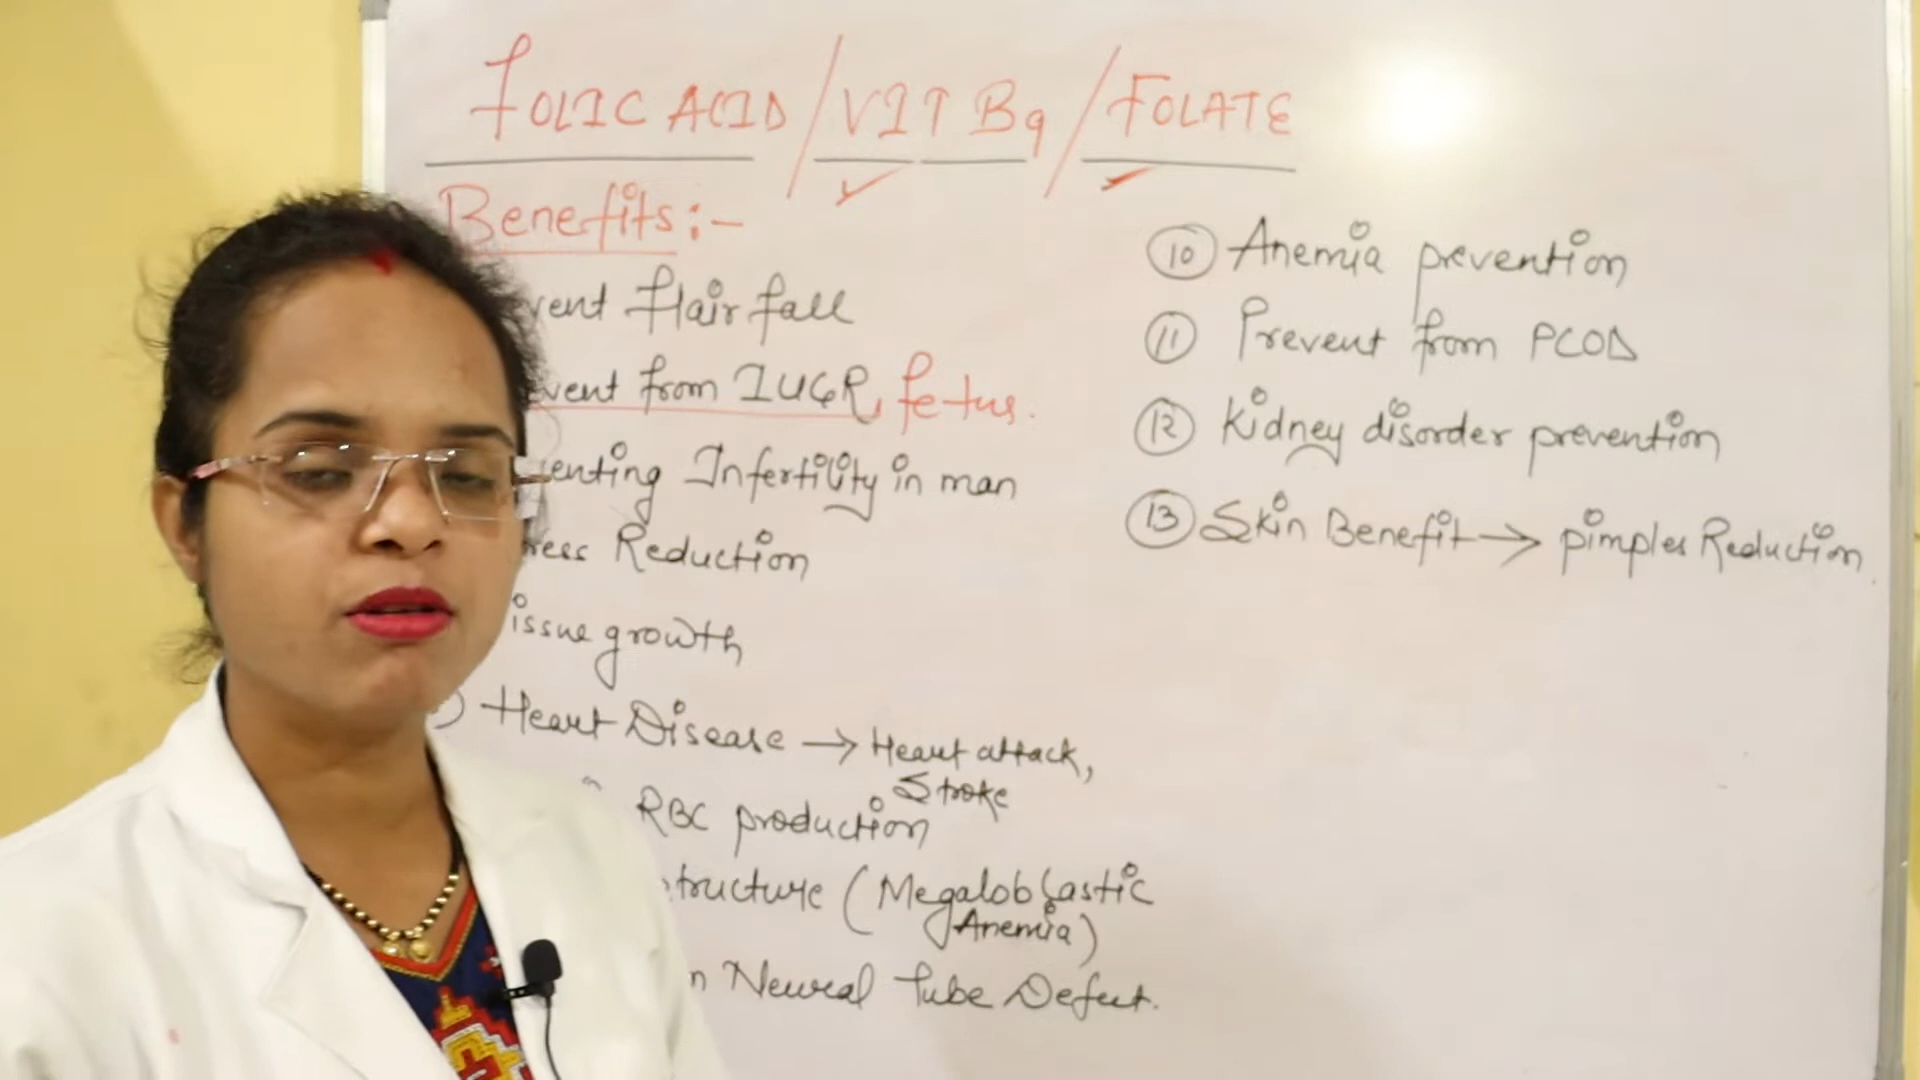 FOLIC ACID / VIT B9 / FOLATE
Benefits:-
vent Hair fall
vent from IUGR, fetus.
enting Infertility in man
ress Reduction
issue growth
) Heart Disease → Heart attack,
Stroke
RBC production
tructure (Megaloblastic
Anemia)
n Neural Tube Defect.
10 Anemia prevention
11 Prevent from PCOD
12 Kidney disorder prevention
13 Skin Benefit → pimples Reduction